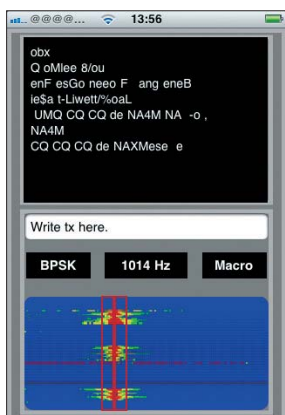 @@@@... 13:56
obx
Q oMlee 8/ou
enF esGo neeo F ang eneB
ie$a t-Liwett/%oaL
UMQ CQ CQ de NA4M NA -o ,
NA4M
CQ CQ CQ de NAXMese e
Write tx here.
BPSK 1014 Hz Macro